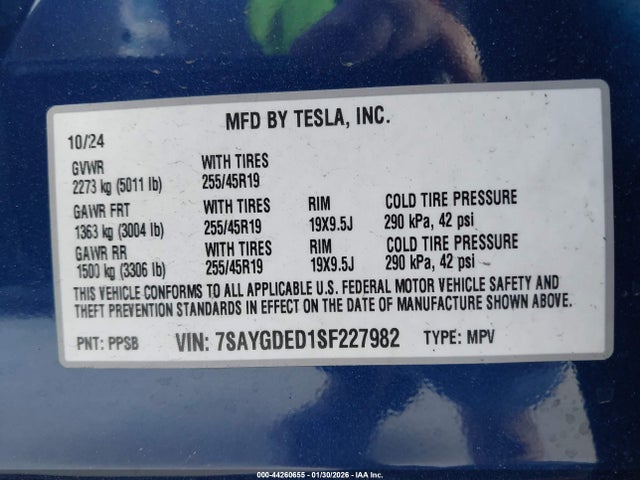 MFD BY TESLA, INC.
10/24
GVWR WITH TIRES
2273 kg (5011 lb) 255/45R19
GAWR FRT WITH TIRES RIM COLD TIRE PRESSURE
1363 kg (3004 lb) 255/45R19 19X9.5J 290 kPa, 42 psi
GAWR RR WITH TIRES RIM COLD TIRE PRESSURE
1500 kg (3306 lb) 255/45R19 19X9.5J 290 kPa, 42 psi
THIS VEHICLE CONFORMS TO ALL APPLICABLE U.S. FEDERAL MOTOR VEHICLE SAFETY AND
THEFT PREVENTION STANDARDS IN EFFECT ON THE DATE OF MANUFACTURE SHOWN ABOVE.
PNT: PPSB VIN: 7SAYGDED1SF227982 TYPE: MPV
000-44260655 - 01/30/2026 - IAA Inc.